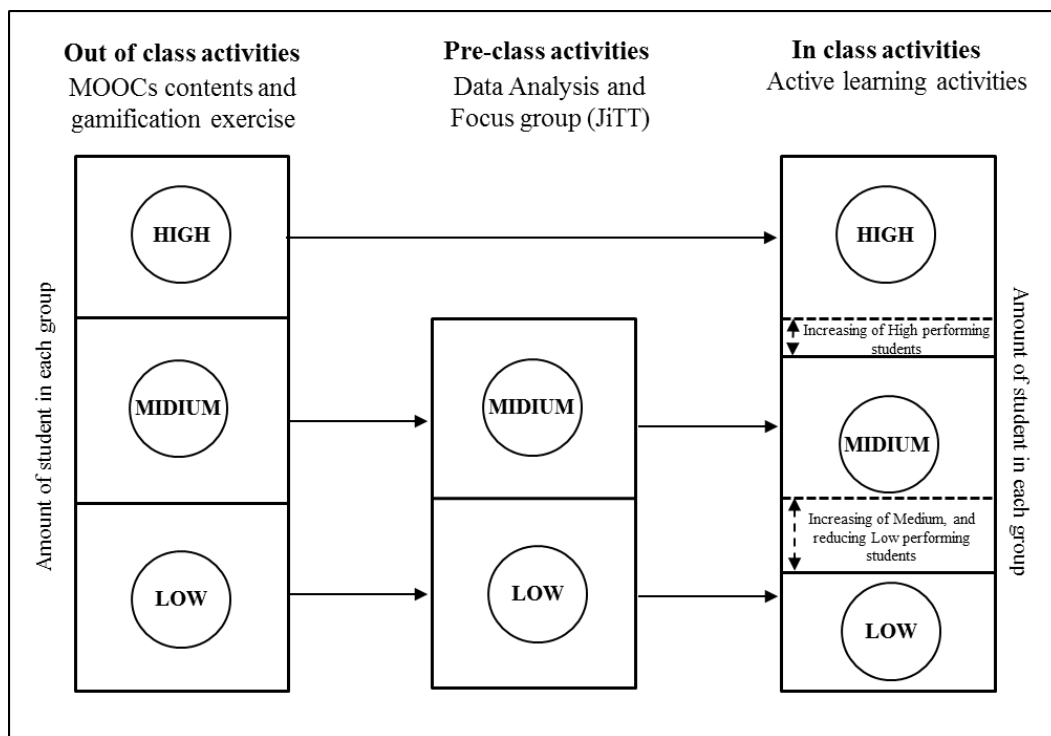 Out of class activities
MOOCs contents and
gamification exercise
Pre-class activities
Data Analysis and
Focus group (JiTT)
In class activities
Active learning activities
Amount of student in each group
HIGH
MIDIUM
LOW
MIDIUM
LOW
HIGH
Increasing of High performing
students
MIDIUM
Increasing of Medium, and
reducing Low performing
students
LOW
Amount of student in each group